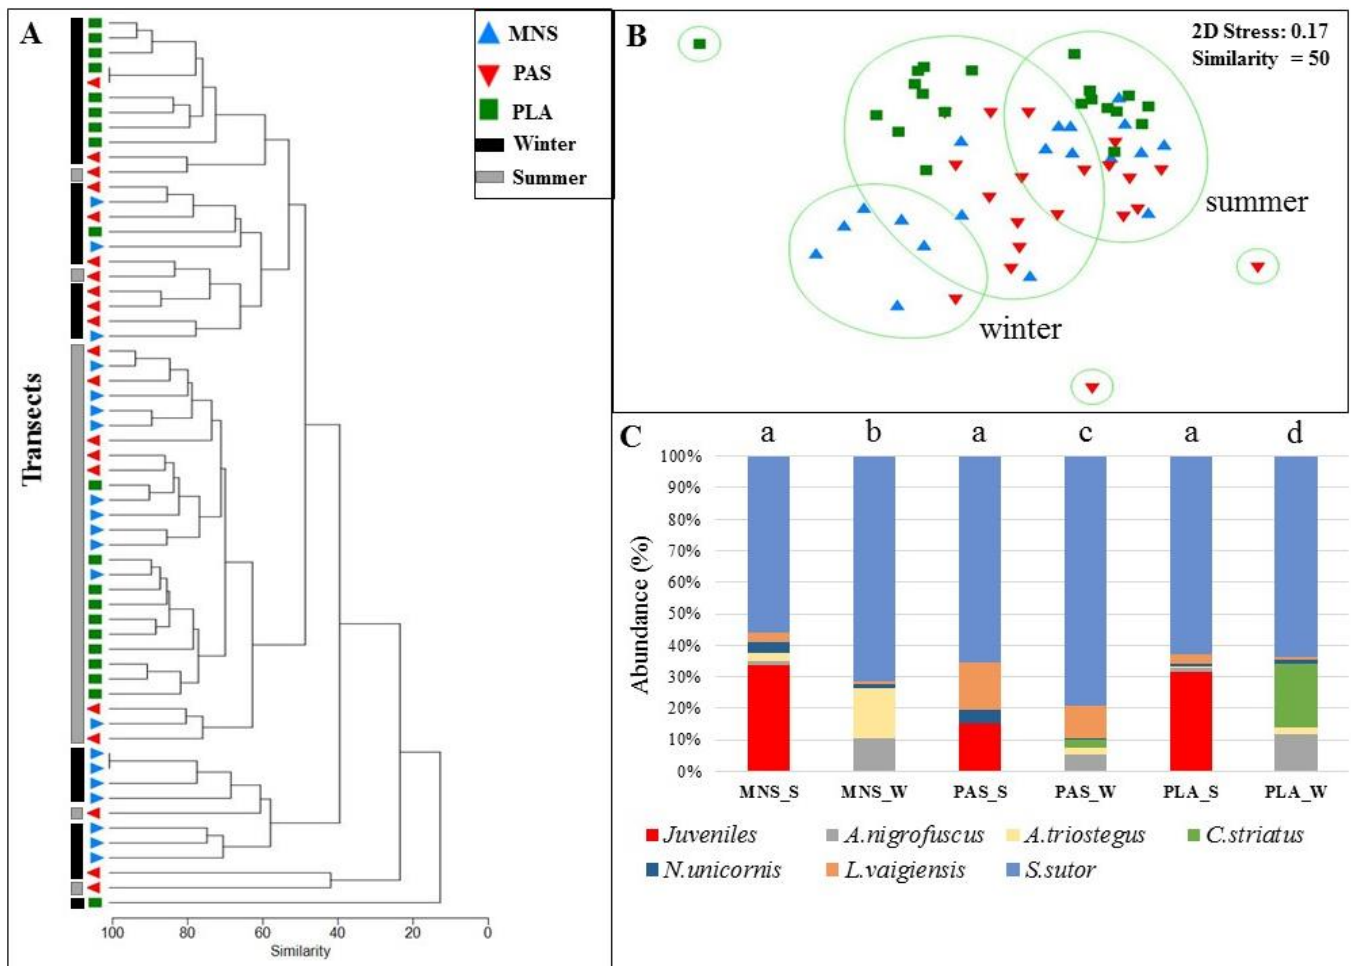 A
MNS
PAS
PLA
Winter
Summer
Transects
100 80 60 40 20 0
Similarity
B
2D Stress: 0.17
Similarity = 50
summer
winter
C
a b a c a d
100%
90%
80%
70%
60%
50%
40%
30%
20%
10%
0%
Abundance (%)
MNS_S MNS_W PAS_S PAS_W PLA_S PLA_W
Juveniles A.nigrofuscus A.triostegus C.striatus
N.unicornis L.vaigiensis S.sutor